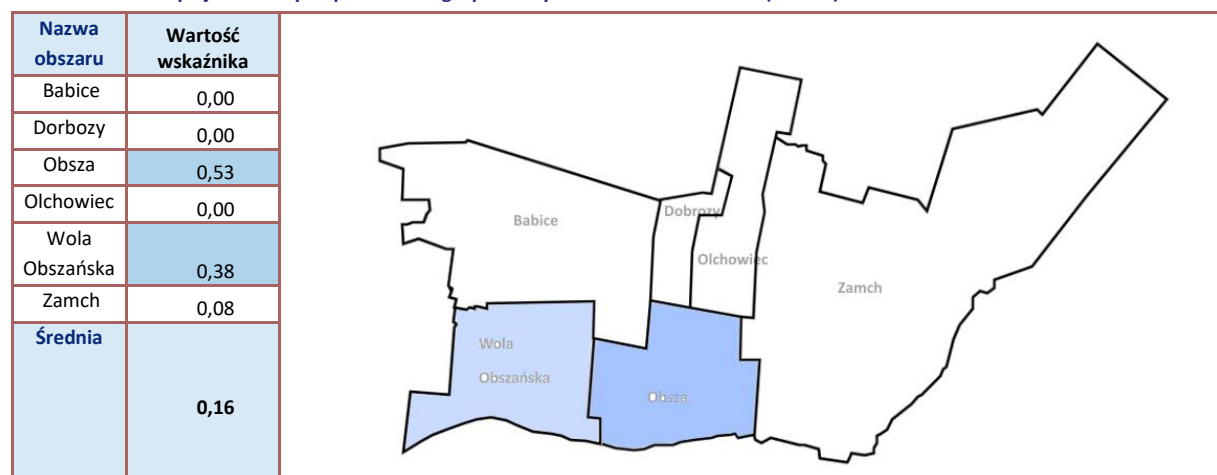 Nazwa
obszaru
Wartość
wskaźnika
Babice
0,00
Dorbozy
0,00
Obsza
0,53
Olchowiec
0,00
Wola
Obszańska
0,38
Zamch
0,08
Średnia
0,16
Babice
Dobrozy
Olchowiec
Zamch
Wola
Obszańska
Obsza